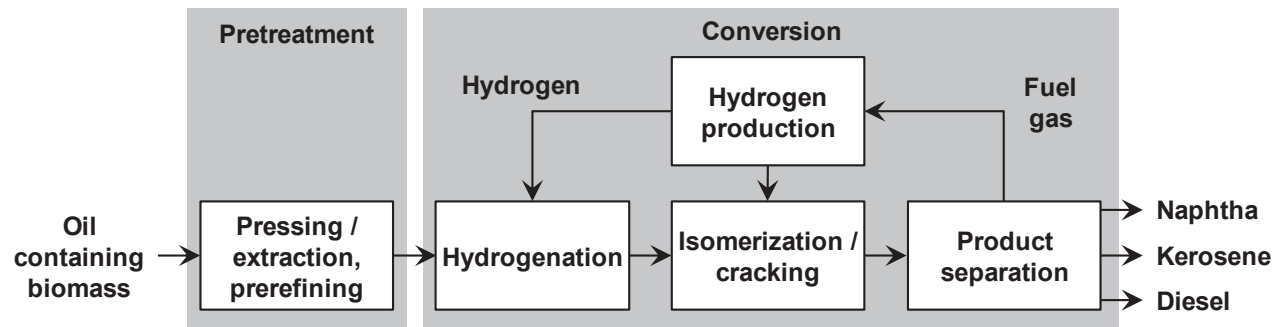 Pretreatment
Conversion
Hydrogen
Hydrogen
production
Fuel
gas
Oil
containing
biomass
Pressing /
extraction,
prerefining
Hydrogenation
Isomerization /
cracking
Product
separation
Naphtha
Kerosene
Diesel